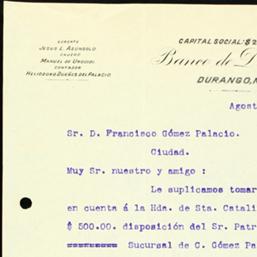 GERENTE
JESUS L. ASUNSOLO
CAJERO
MANUEL DE URQUIDI
CONTADOR
HELIODORO DUEÑES DEL PALACIO
CAPITAL SOCIAL: $2
Banco de D
DURANGO,
Agos
Sr. D. Francisco Gómez Palacio.
Ciudad.
Muy Sr. nuestro y amigo :
Le suplicamos tomar
en cuenta á la Hda. de Sta. Catali
$ 500.00 disposición del Sr. Patr
Sucursal de C. Gómez Pa